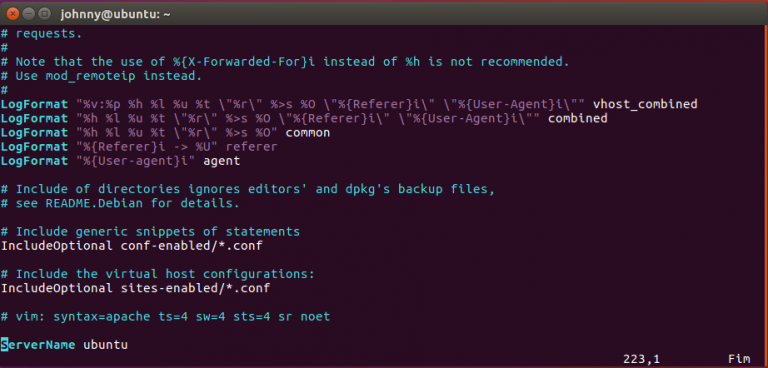 johnny@ubuntu: ~
# requests.
#
# Note that the use of %{X-Forwarded-For}i instead of %h is not recommended.
# Use mod_remoteip instead.
#
LogFormat "%v:%p %h %l %u %t \"%r\" %>s %O \"%{Referer}i\" \"%{User-Agent}i\"" vhost_combined
LogFormat "%h %l %u %t \"%r\" %>s %O \"%{Referer}i\" \"%{User-Agent}i\"" combined
LogFormat "%h %l %u %t \"%r\" %>s %O" common
LogFormat "%{Referer}i -> %U" referer
LogFormat "%{User-agent}i" agent
# Include of directories ignores editors' and dpkg's backup files,
# see README.Debian for details.
# Include generic snippets of statements
IncludeOptional conf-enabled/*.conf
# Include the virtual host configurations:
IncludeOptional sites-enabled/*.conf
# vim: syntax=apache ts=4 sw=4 sts=4 sr noet
ServerName ubuntu
223,1 Fim